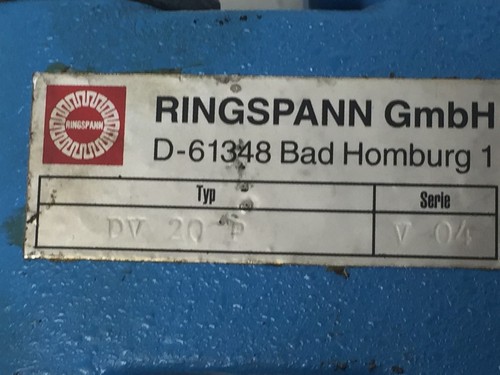 RINGSPANN
RINGSPANN GmbH
D-61348 Bad Homburg 1
Typ Serie
DV 20 P V 04